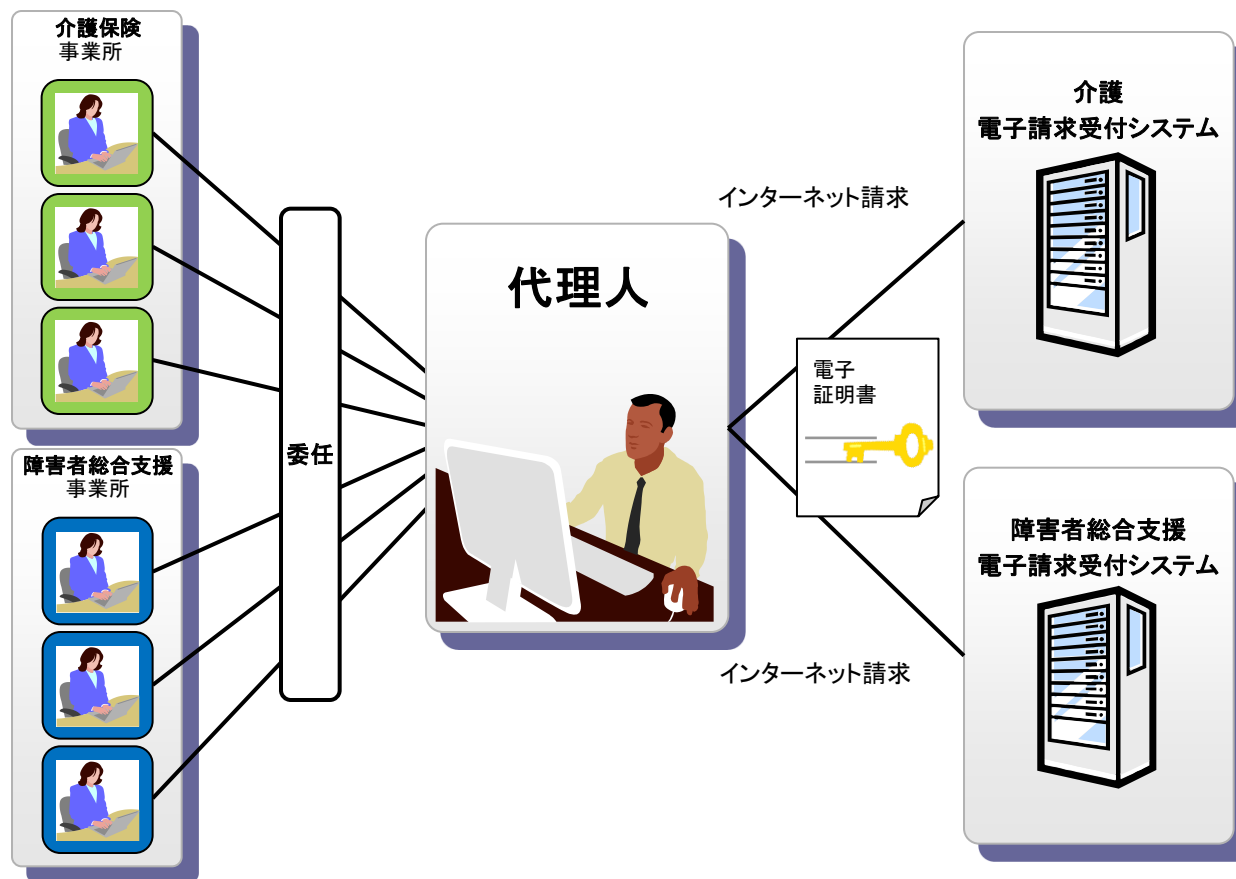 介護保険
事業所
障害者総合支援
事業所
委任
代理人
インターネット請求
電子
証明書
インターネット請求
介護
電子請求受付システム
障害者総合支援
電子請求受付システム